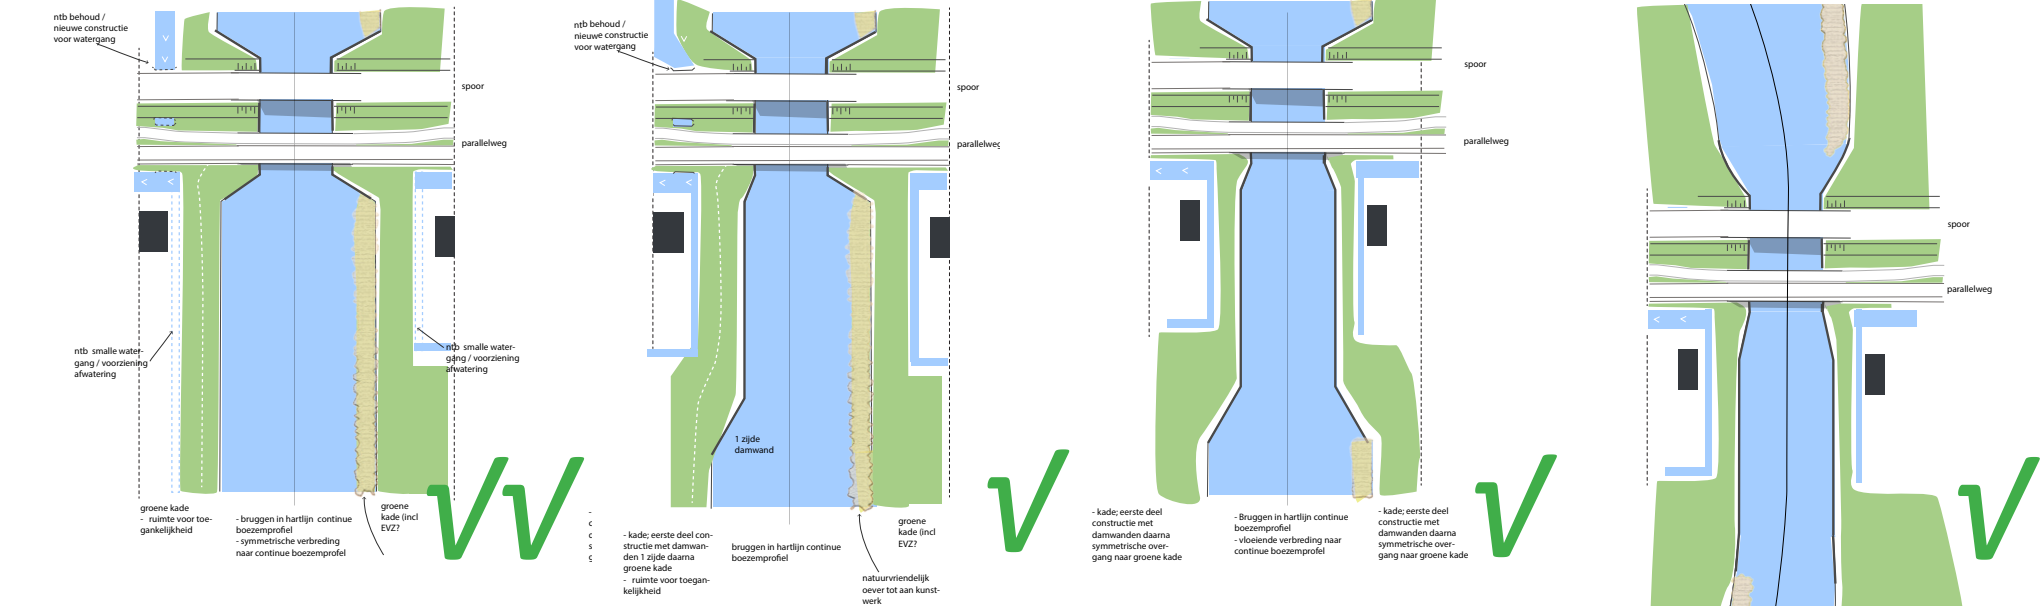 ntb behoud /
nieuwe constructie
voor watergang
spoor
parallelweg
ntb smalle water-
gang / voorziening
afwatering
ntb smalle water-
gang / voorziening
afwatering
groene kade
- ruimte voor toe-
gankelijkheid
- bruggen in hartlijn continue
boezemprofiel
- symmetrische verbreding
naar continue boezemprofel
groene
kade (incl
EVZ?
ntb behoud /
nieuwe constructie
voor watergang
spoor
parallelweg
1 zijde
damwand
- kade; eerste deel con-
structie met damwan-
den 1 zijde daarna
groene kade
- ruimte voor toegan-
kelijkheid
bruggen in hartlijn continue
boezemprofiel
groene
kade (incl
EVZ?
natuurvriendelijk
oever tot aan kunst-
werk
spoor
parallelweg
- kade; eerste deel
constructie met
damwanden daarna
symmetrische over-
gang naar groene kade
- Bruggen in hartlijn continue
boezemprofiel
- vloeiende verbreding naar
continue boezemprofiel
- kade; eerste deel
constructie met
damwanden daarna
symmetrische over-
gang naar groene kade
spoor
parallelweg